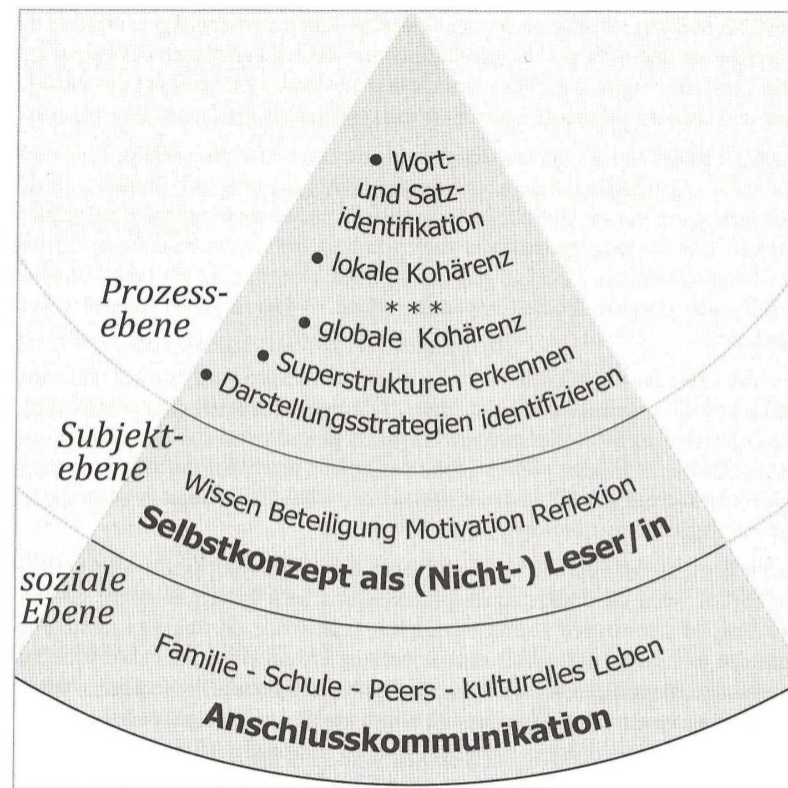 • Wort-
und Satz-
identifikation
• lokale Kohärenz
* * *
• globale Kohärenz
• Superstrukturen erkennen
• Darstellungsstrategien identifizieren
Prozess-
ebene
Wissen Beteiligung Motivation Reflexion
Selbstkonzept als (Nicht-) Leser/in
Subjekt-
ebene
Familie - Schule - Peers - kulturelles Leben
Anschlusskommunikation
soziale
Ebene